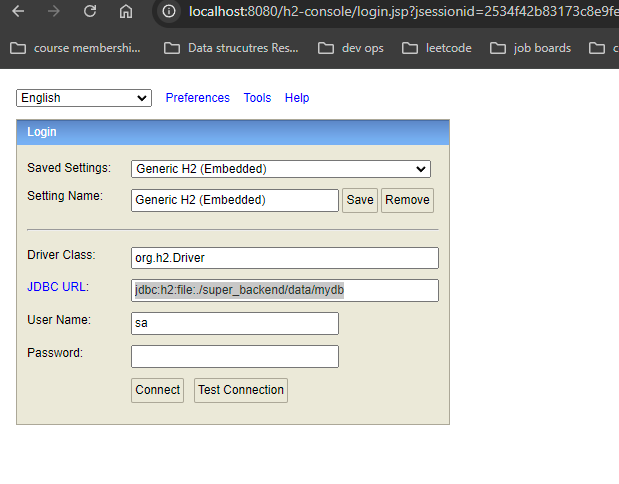 localhost:8080/h2-console/login.jsp?jsessionid=2534f42b83173c8e9fe
course membershi... Data strucutres Res... dev ops leetcode job boards c
English Preferences Tools Help
Login
Saved Settings: Generic H2 (Embedded)
Setting Name: Generic H2 (Embedded) Save Remove
Driver Class: org.h2.Driver
JDBC URL: jdbc:h2:file:./super_backend/data/mydb
User Name: sa
Password:
Connect Test Connection